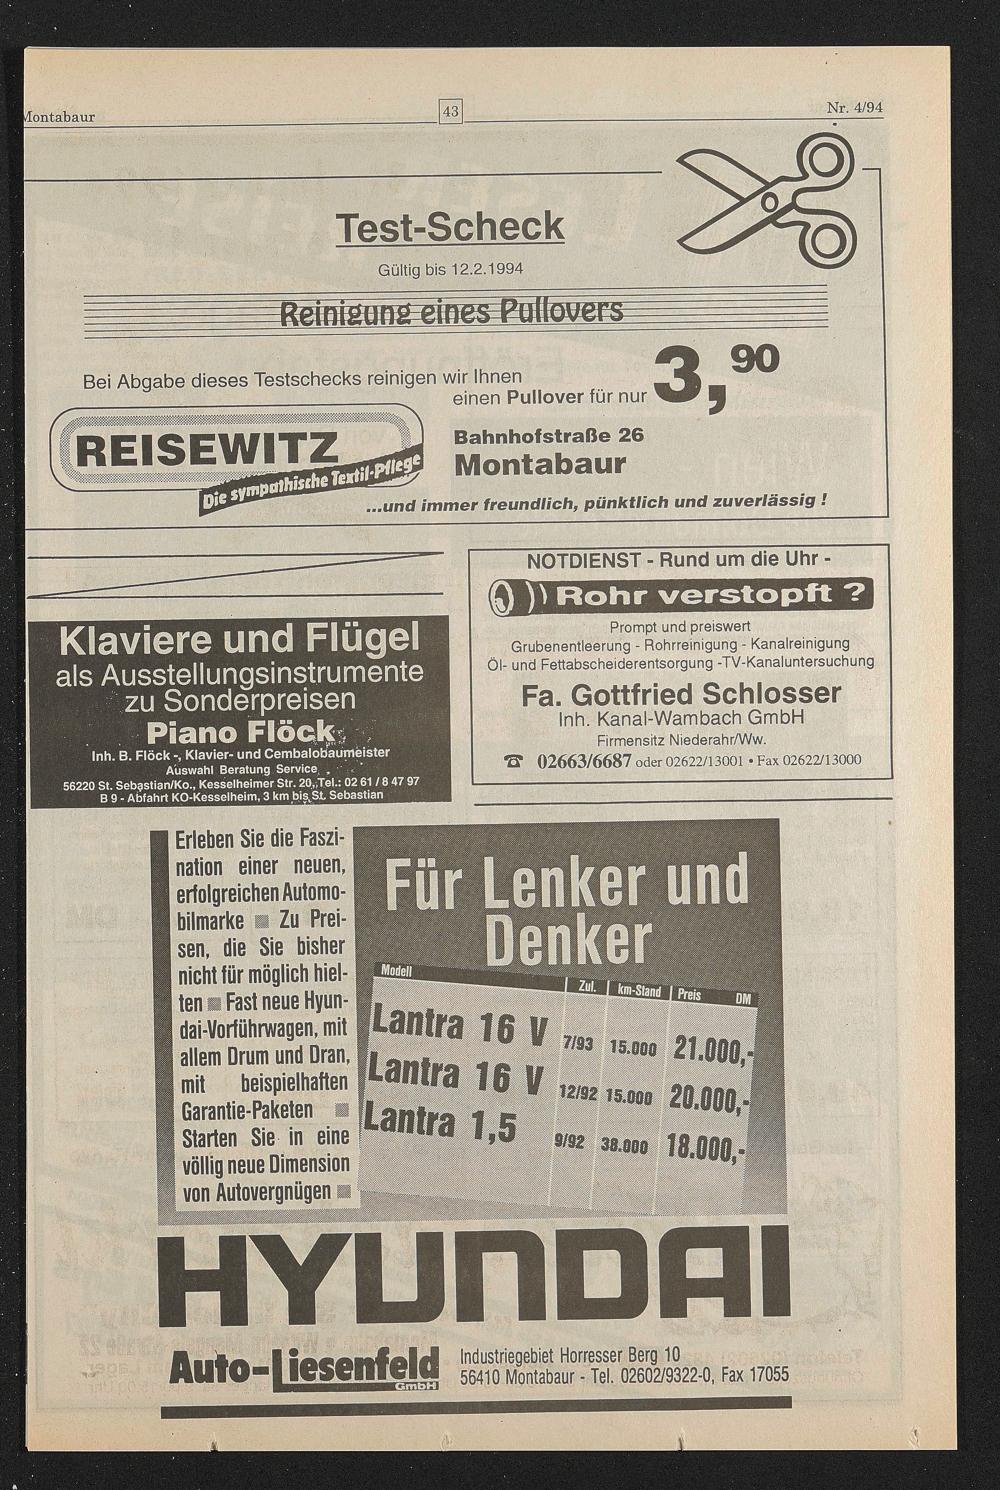 Montabaur
43
Nr. 4/94
Test-Scheck
Gültig bis 12.2.1994
Reinigung eines Pullovers
Bei Abgabe dieses Testschecks reinigen wir Ihnen
einen Pullover für nur
3,90
REISEWITZ
Die sympathische Textil-Pflege
Bahnhofstraße 26
Montabaur
...und immer freundlich, pünktlich und zuverlässig !
Klaviere und Flügel
als Ausstellungsinstrumente
zu Sonderpreisen
Piano Flöck
Inh. B. Flöck -, Klavier- und Cembalobaumeister
Auswahl Beratung Service
56220 St. Sebastian/Ko., Kesselheimer Str. 20, Tel.: 02 61 / 8 47 97
B 9 - Abfahrt KO-Kesselheim, 3 km bis St. Sebastian
NOTDIENST - Rund um die Uhr -
Rohr verstopft ?
Prompt und preiswert
Grubenentleerung - Rohrreinigung - Kanalreinigung
Öl- und Fettabscheiderentsorgung -TV-Kanaluntersuchung
Fa. Gottfried Schlosser
Inh. Kanal-Wambach GmbH
Firmensitz Niederahr/Ww.
☎ 02663/6687 oder 02622/13001 • Fax 02622/13000
Erleben Sie die Faszi-
nation einer neuen,
erfolgreichen Automo-
bilmarke ■ Zu Prei-
sen, die Sie bisher
nicht für möglich hiel-
ten ■ Fast neue Hyun-
dai-Vorführwagen, mit
allem Drum und Dran,
mit beispielhaften
Garantie-Paketen ■
Starten Sie in eine
völlig neue Dimension
von Autovergnügen ■
Für Lenker und
Denker
Modell Zul. km-Stand Preis DM
Lantra 16 V 7/93 15.000 21.000,-
Lantra 16 V 12/92 15.000 20.000,-
Lantra 1,5 9/92 38.000 18.000,-
HYUNDAI
Auto-Liesenfeld
GmbH
Industriegebiet Horresser Berg 10
56410 Montabaur - Tel. 02602/9322-0, Fax 17055